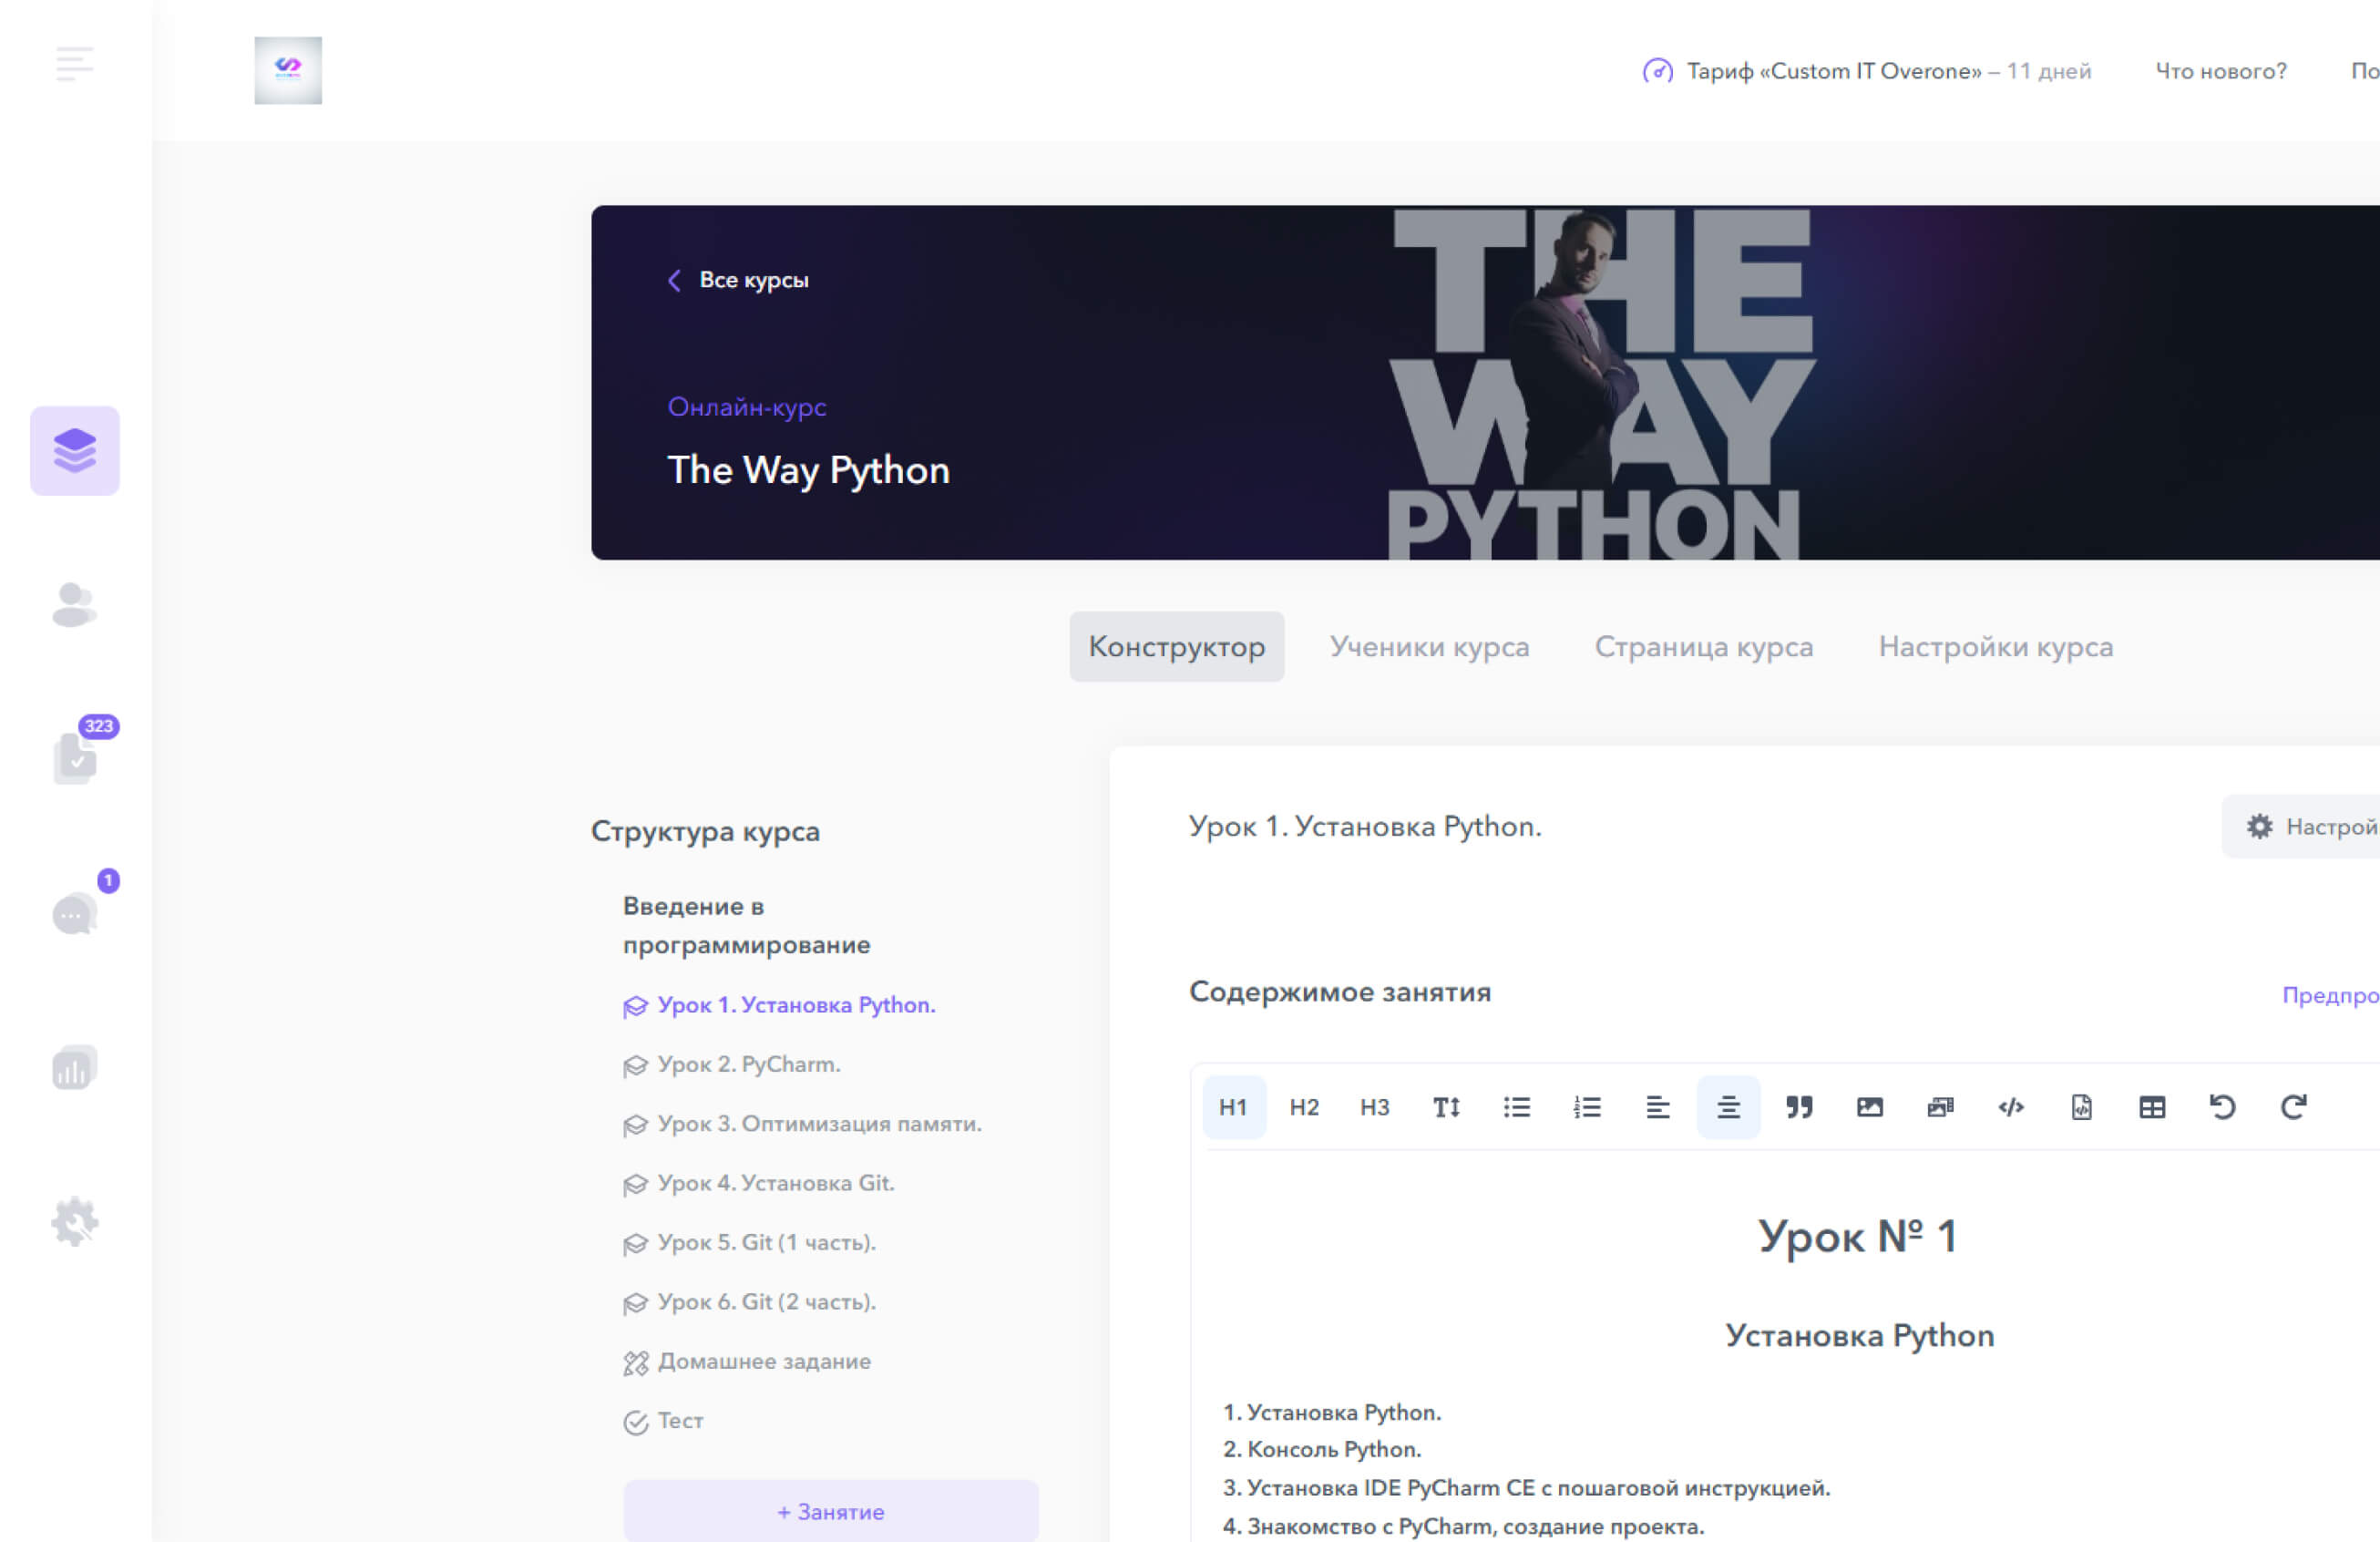 Тариф «Custom IT Overone» – 11 дней
Что нового?
По
Все курсы
Онлайн-курс
The Way Python
THE
WAY
PYTHON
Конструктор
Ученики курса
Страница курса
Настройки курса
323
1
Структура курса
Введение в
программирование
Урок 1. Установка Python.
Урок 2. PyCharm.
Урок 3. Оптимизация памяти.
Урок 4. Установка Git.
Урок 5. Git (1 часть).
Урок 6. Git (2 часть).
Домашнее задание
Тест
+ Занятие
Урок 1. Установка Python.
Настрой
Содержимое занятия
Предпро
H1 H2 H3
Урок № 1
Установка Python
1. Установка Python.
2. Консоль Python.
3. Установка IDE PyCharm CE с пошаговой инструкцией.
4. Знакомство с PyCharm, создание проекта.